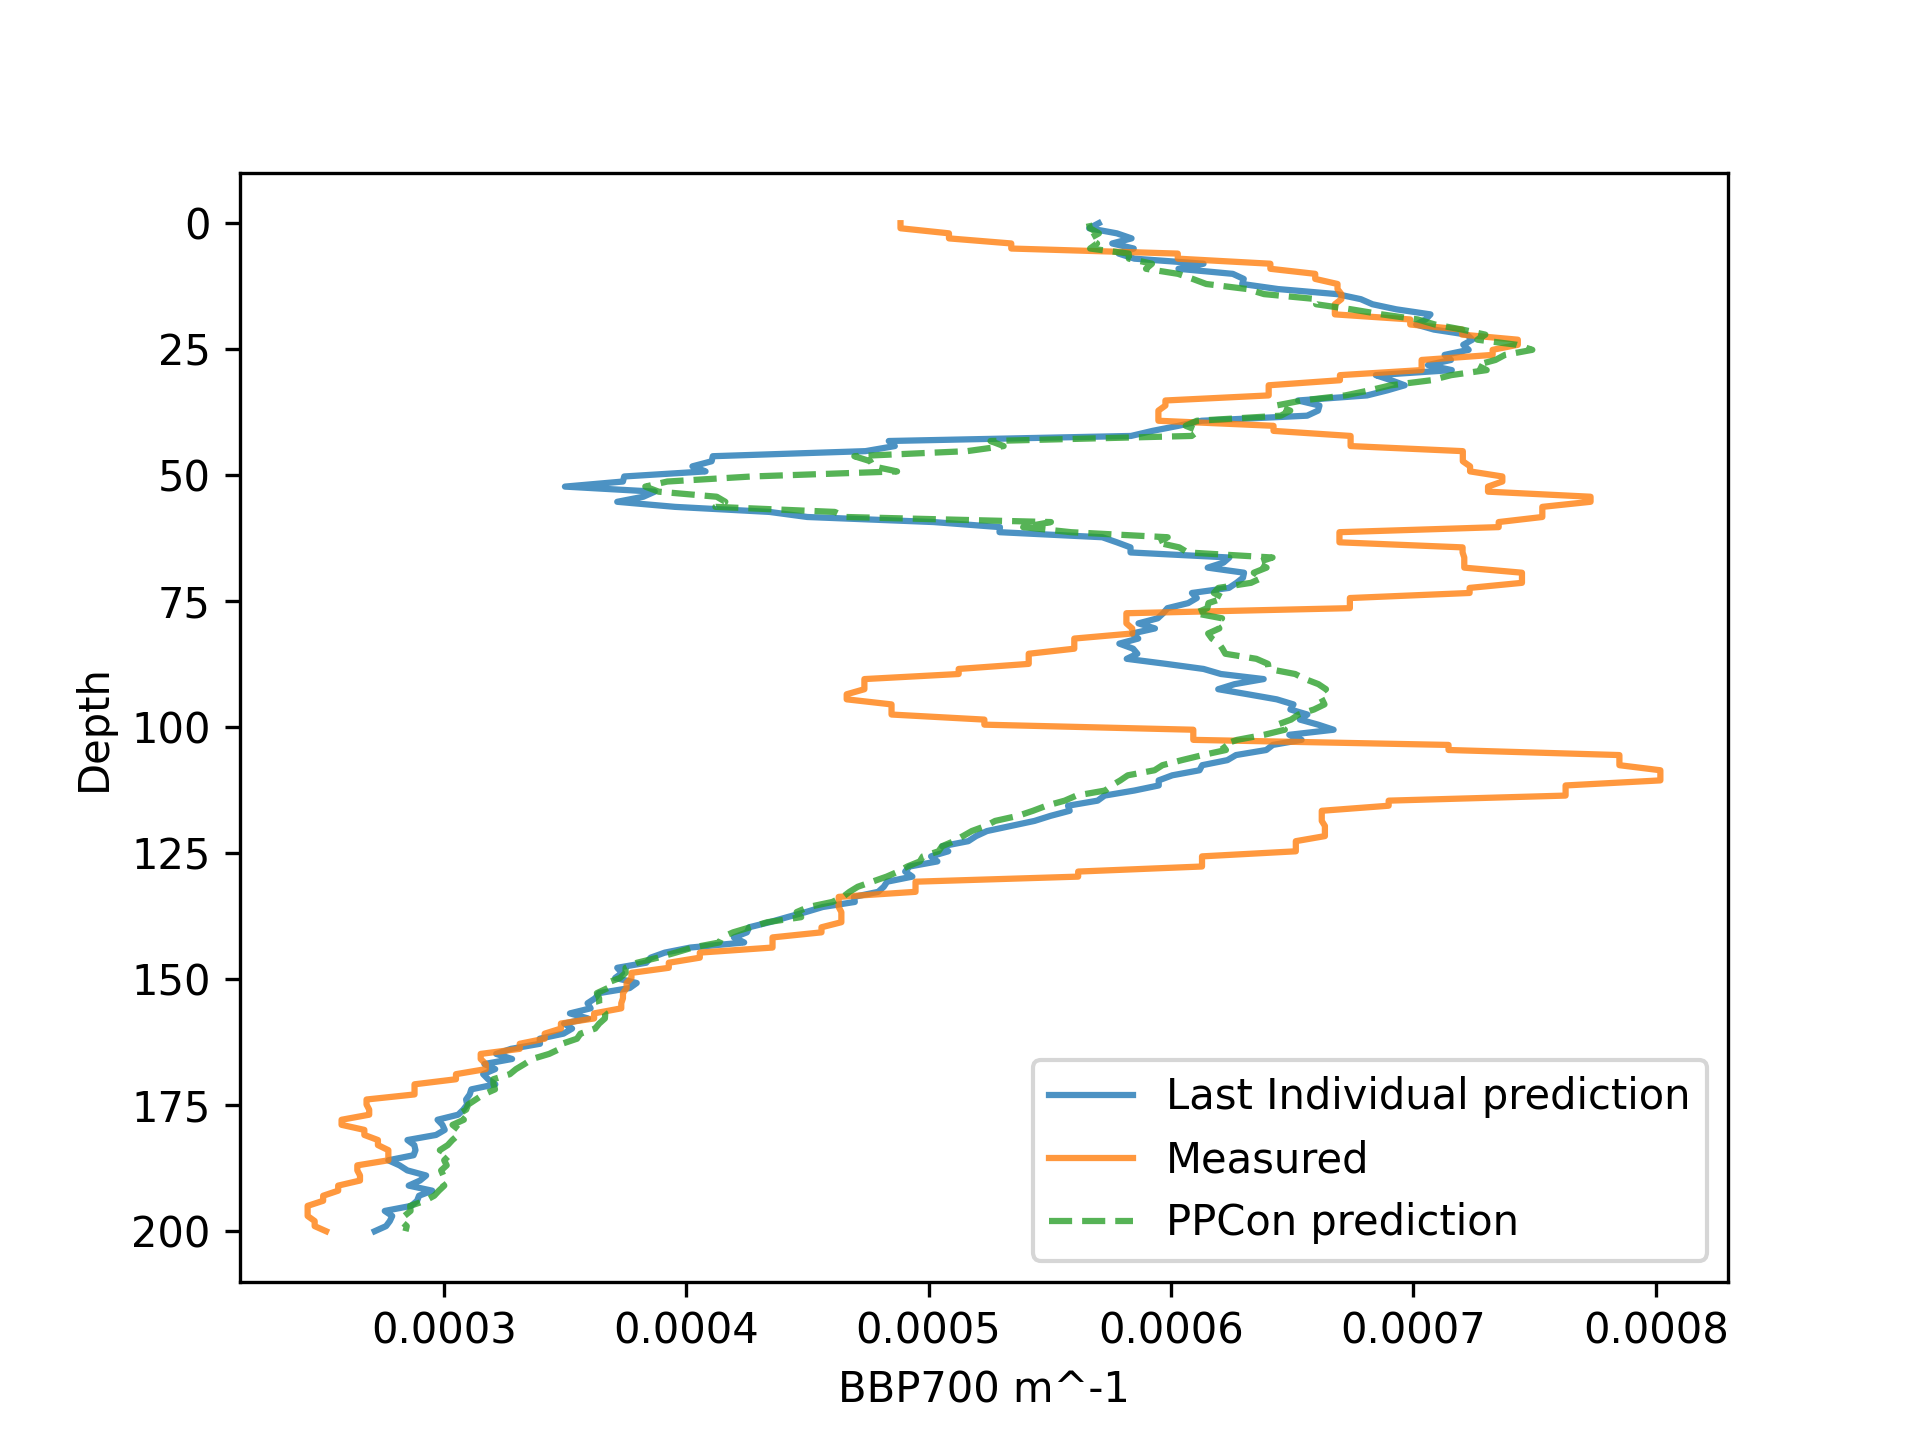 0
25
50
75
100
125
150
175
200
Depth
0.0003 0.0004 0.0005 0.0006 0.0007 0.0008
BBP700 m^-1
Last Individual prediction
Measured
PPCon prediction